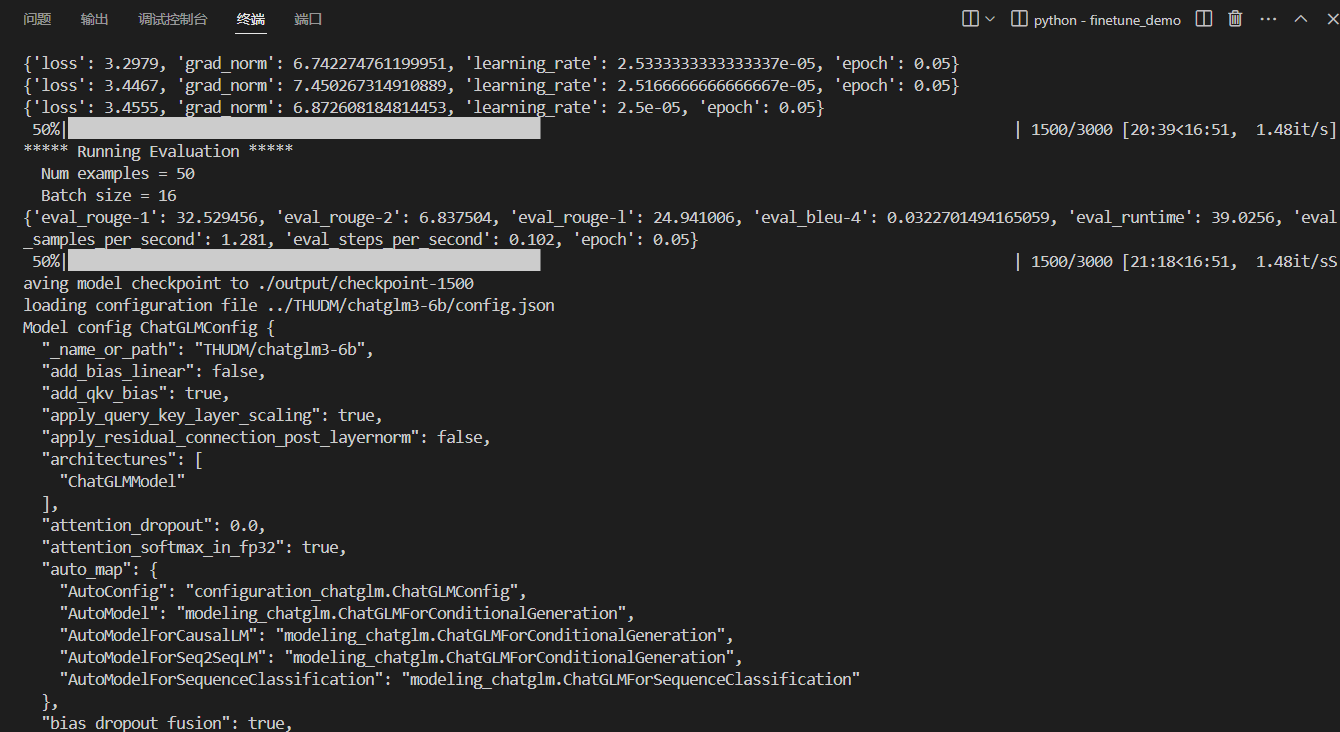 问题 输出 调试控制台 终端 端口 python - finetune_demo
{'loss': 3.2979, 'grad_norm': 6.742274761199951, 'learning_rate': 2.5333333333333337e-05, 'epoch': 0.05}
{'loss': 3.4467, 'grad_norm': 7.450267314910889, 'learning_rate': 2.5166666666666667e-05, 'epoch': 0.05}
{'loss': 3.4555, 'grad_norm': 6.872608184814453, 'learning_rate': 2.5e-05, 'epoch': 0.05}
50%| | 1500/3000 [20:39<16:51, 1.48it/s]
***** Running Evaluation *****
Num examples = 50
Batch size = 16
{'eval_rouge-1': 32.529456, 'eval_rouge-2': 6.837504, 'eval_rouge-l': 24.941006, 'eval_bleu-4': 0.0322701494165059, 'eval_runtime': 39.0256, 'eval
_samples_per_second': 1.281, 'eval_steps_per_second': 0.102, 'epoch': 0.05}
50%| | 1500/3000 [21:18<16:51, 1.48it/sS
aving model checkpoint to ./output/checkpoint-1500
loading configuration file ../THUDM/chatglm3-6b/config.json
Model config ChatGLMConfig {
"_name_or_path": "THUDM/chatglm3-6b",
"add_bias_linear": false,
"add_qkv_bias": true,
"apply_query_key_layer_scaling": true,
"apply_residual_connection_post_layernorm": false,
"architectures": [
"ChatGLMModel"
],
"attention_dropout": 0.0,
"attention_softmax_in_fp32": true,
"auto_map": {
"AutoConfig": "configuration_chatglm.ChatGLMConfig",
"AutoModel": "modeling_chatglm.ChatGLMForConditionalGeneration",
"AutoModelForCausalLM": "modeling_chatglm.ChatGLMForConditionalGeneration",
"AutoModelForSeq2SeqLM": "modeling_chatglm.ChatGLMForConditionalGeneration",
"AutoModelForSequenceClassification": "modeling_chatglm.ChatGLMForSequenceClassification"
},
"bias_dropout_fusion": true,